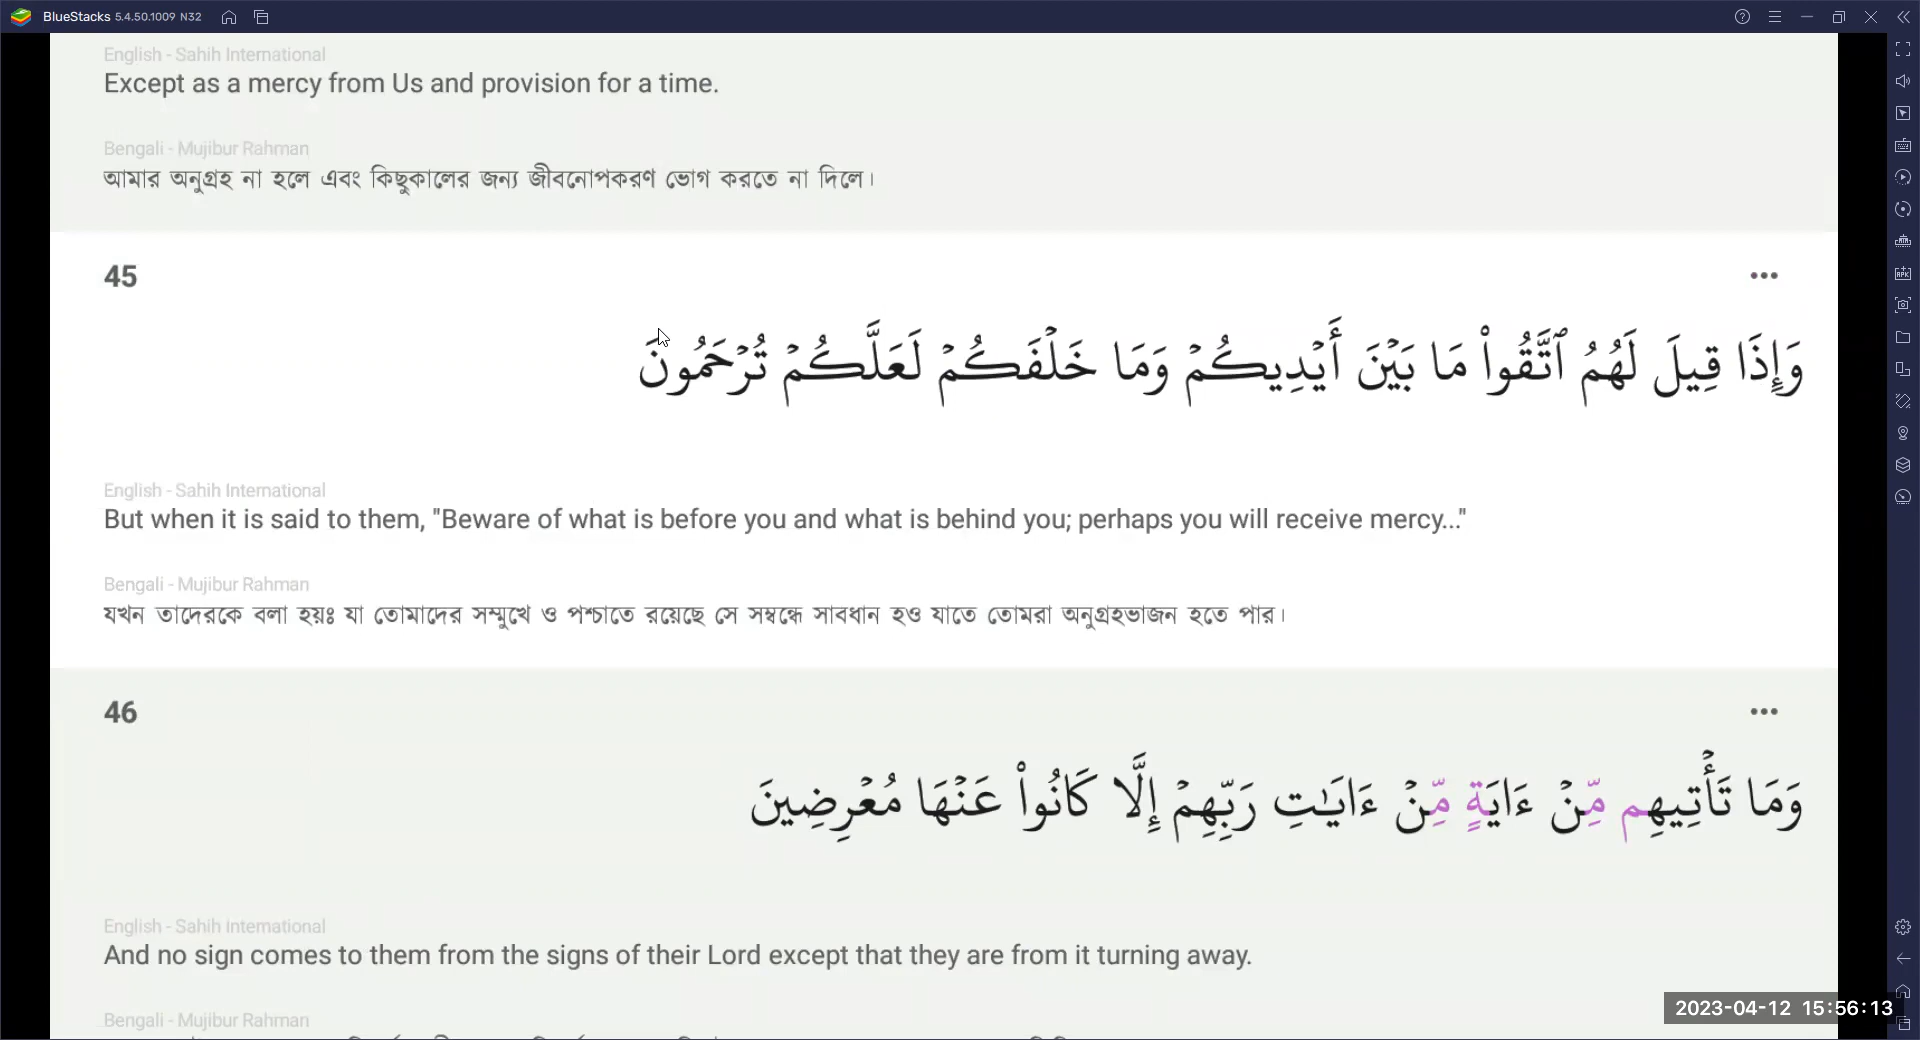 BlueStacks 5.4.50.1009 N32
English - Sahih International
Except as a mercy from Us and provision for a time.
Bengali - Mujibur Rahman
আমার অনুগ্রহ না হলে এবং কিছুকালের জন্য জীবনোপকরণ ভোগ করতে না দিলে।
45
وَإِذَا قِيلَ لَهُمُ ٱتَّقُوا۟ مَا بَيْنَ أَيْدِيكُمْ وَمَا خَلْفَكُمْ لَعَلَّكُمْ تُرْحَمُونَ
English - Sahih International
But when it is said to them, "Beware of what is before you and what is behind you; perhaps you will receive mercy..."
Bengali - Mujibur Rahman
যখন তাদেরকে বলা হয়ঃ যা তোমাদের সম্মুখে ও পশ্চাতে রয়েছে সে সম্বন্ধে সাবধান হও যাতে তোমরা অনুগ্রহভাজন হতে পার।
46
وَمَا تَأْتِيهِم مِّنْ ءَايَةٍ مِّنْ ءَايَـٰتِ رَبِّهِمْ إِلَّا كَانُوا۟ عَنْهَا مُعْرِضِينَ
English - Sahih International
And no sign comes to them from the signs of their Lord except that they are from it turning away.
Bengali - Mujibur Rahman
2023-04-12 15:56:13